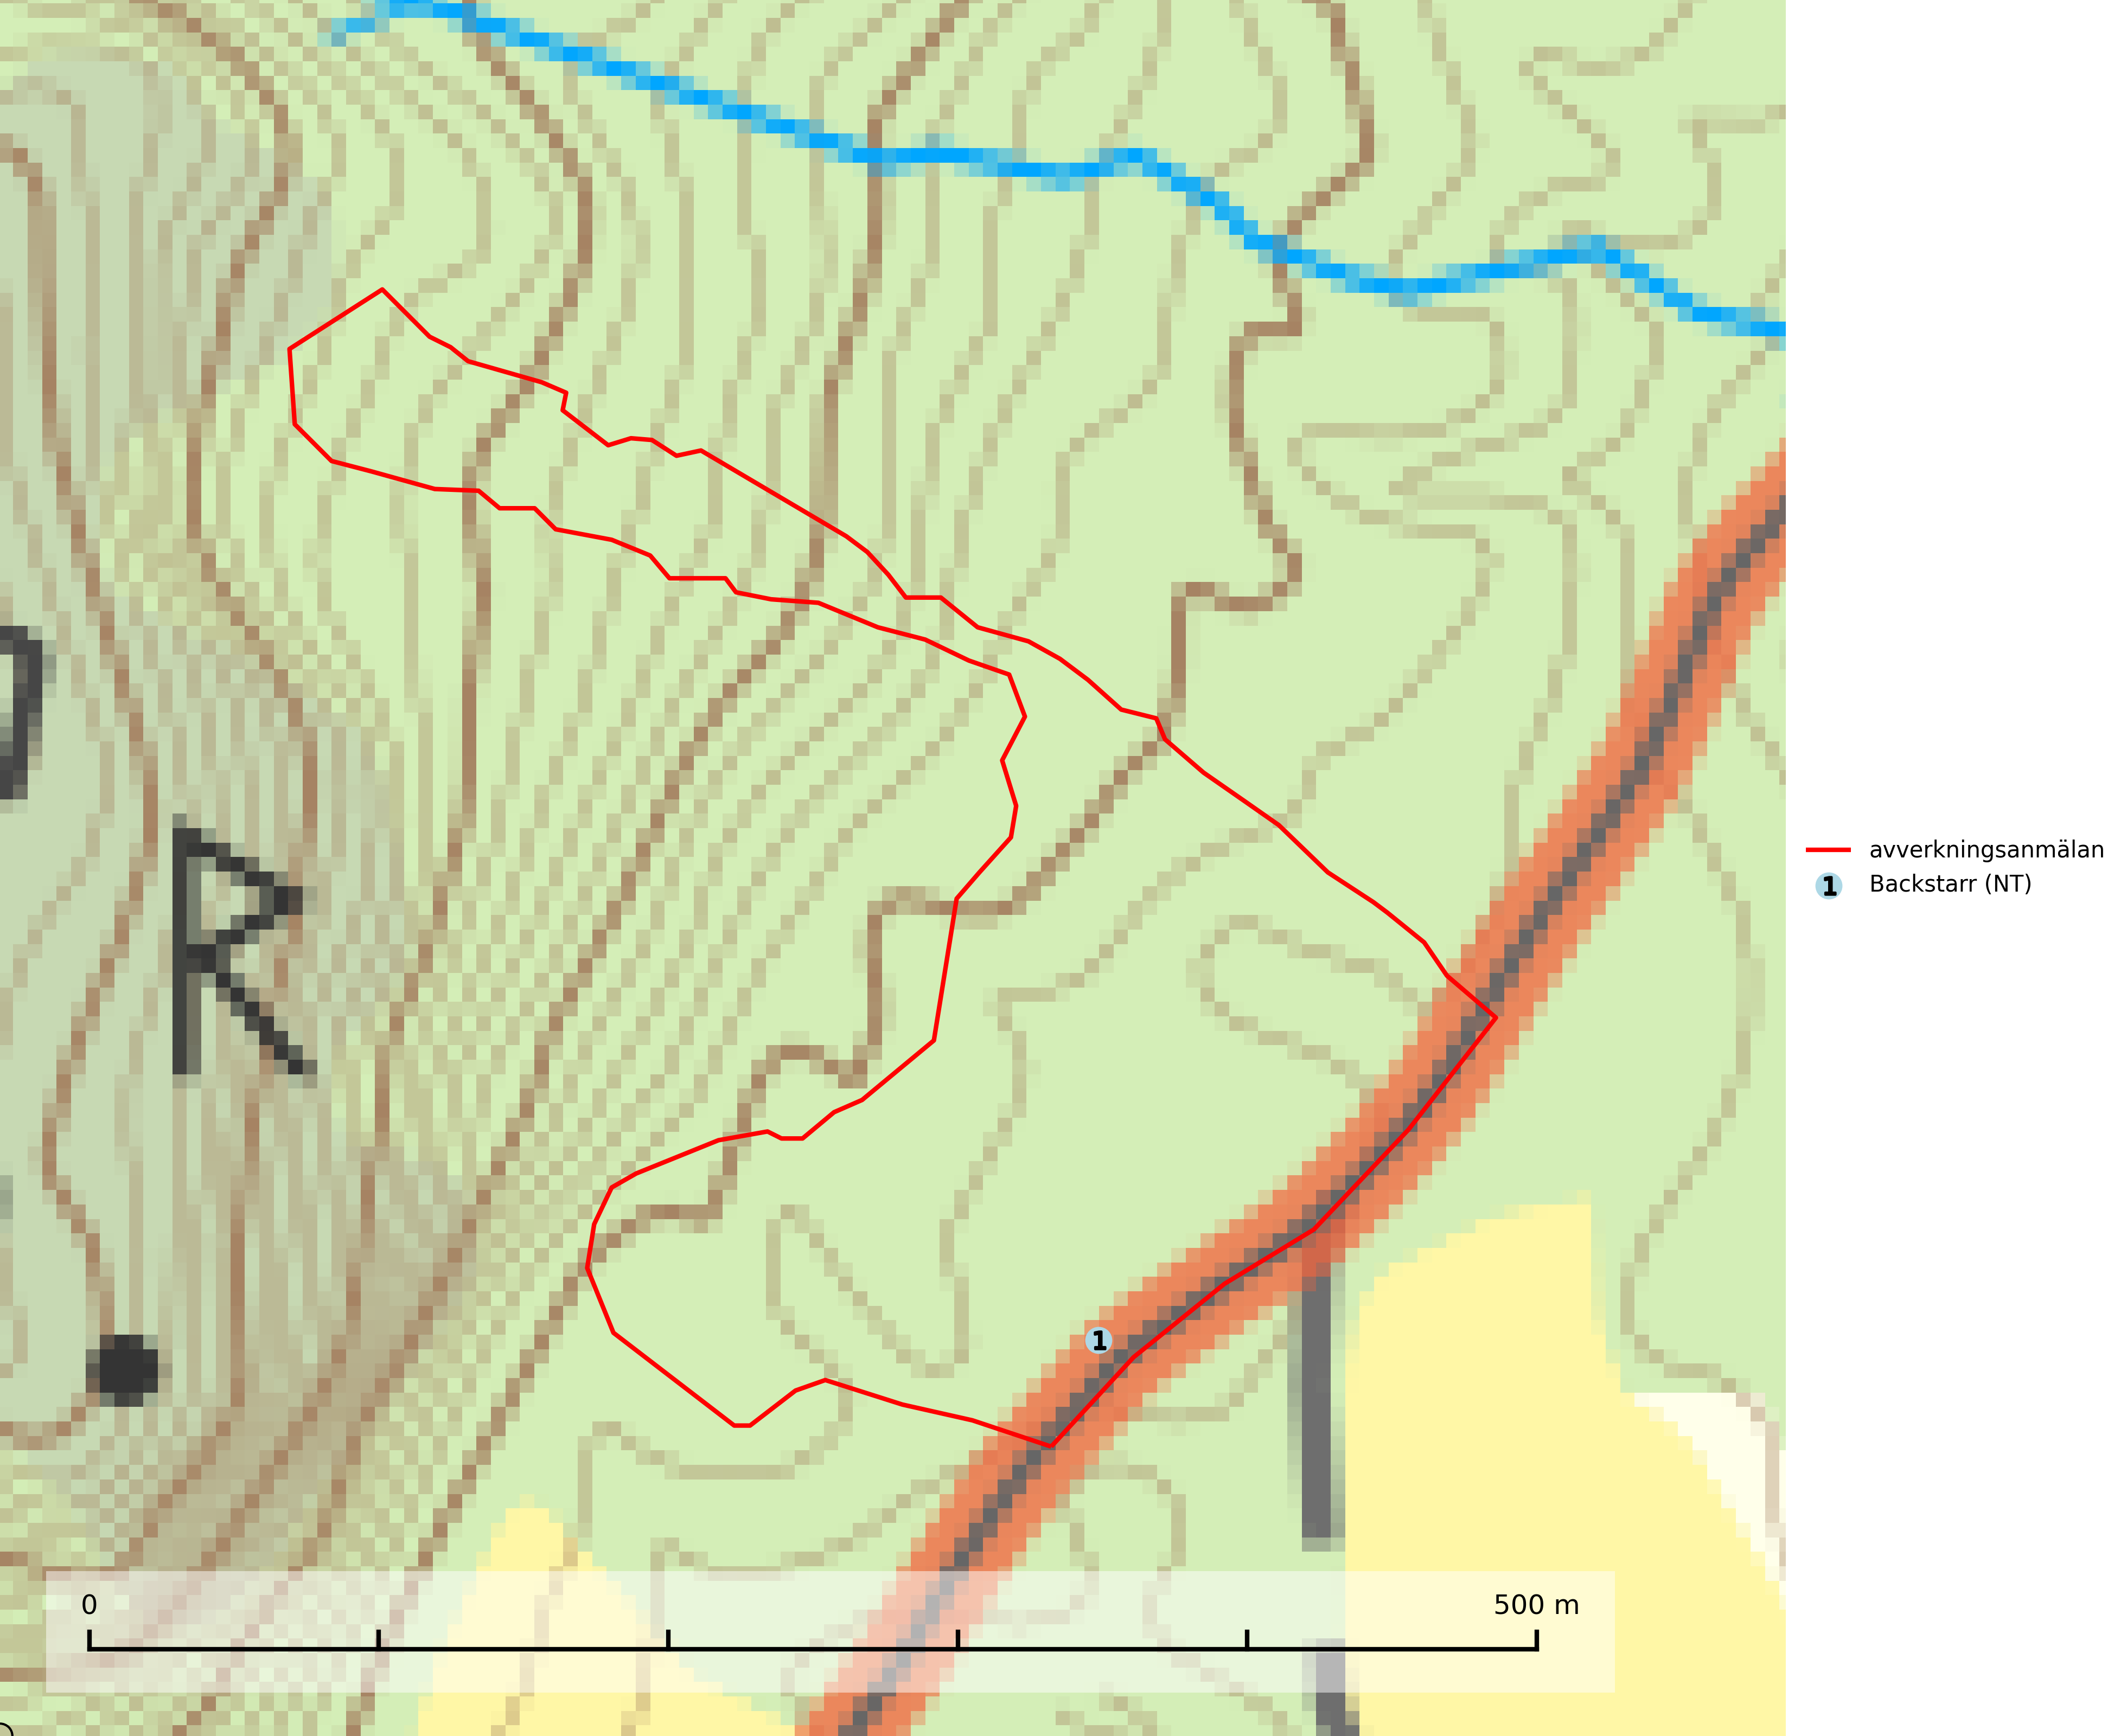 avverkningsanmälan
1 Backstarr (NT)
R
1
0 500 m